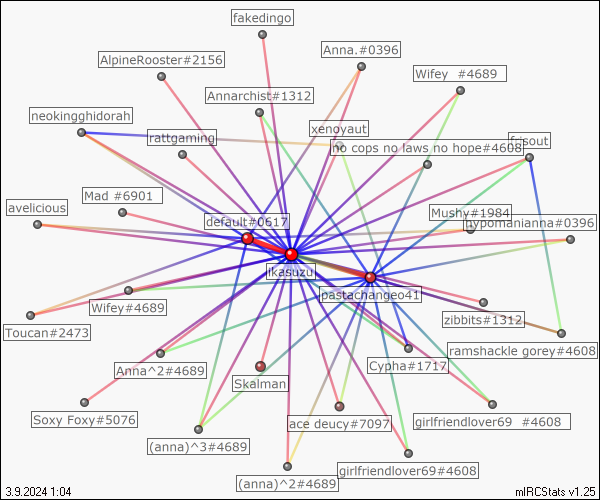 fakedingo
Anna.#0396
AlpineRooster#2156
Wifey #4689
Annarchist#1312
neokingghidorah
xenoyaut
rattgaming
no cops no laws no hope#4608
frisout
Mad #6901
avelicious
default#0617
Mushy#1984
hypomanianna#0396
ikasuzu
pastachangeo41
Wifey#4689
zibbits#1312
Toucan#2473
ramshackle gorey#4608
Anna^2#4689
Cypha#1717
Skalman
Soxy Foxy#5076
ace deucy#7097
girlfriendlover69 #4608
(anna)^3#4689
girlfriendlover69#4608
(anna)^2#4689
3.9.2024 1:04
mIRCStats v1.25